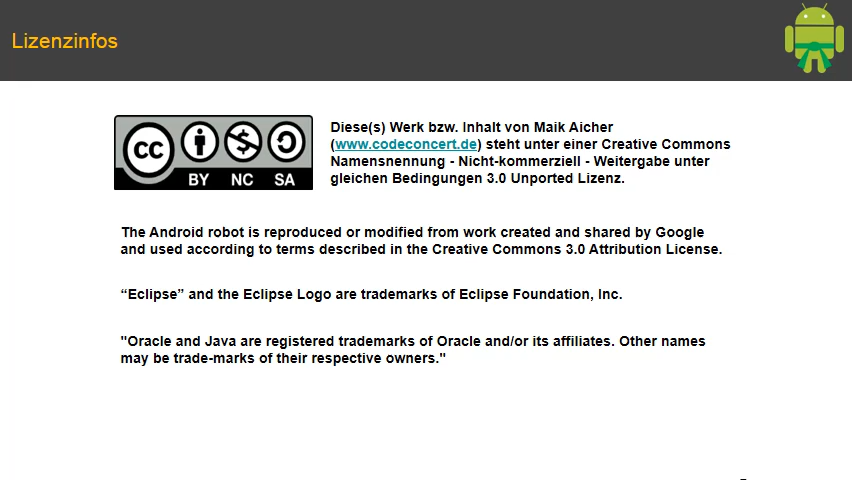 Lizenzinfos
Diese(s) Werk bzw. Inhalt von Maik Aicher
(www.codeconcert.de) steht unter einer Creative Commons
Namensnennung - Nicht-kommerziell - Weitergabe unter
gleichen Bedingungen 3.0 Unported Lizenz.
CC
BY NC SA
The Android robot is reproduced or modified from work created and shared by Google
and used according to terms described in the Creative Commons 3.0 Attribution License.
“Eclipse” and the Eclipse Logo are trademarks of Eclipse Foundation, Inc.
"Oracle and Java are registered trademarks of Oracle and/or its affiliates. Other names
may be trade-marks of their respective owners."